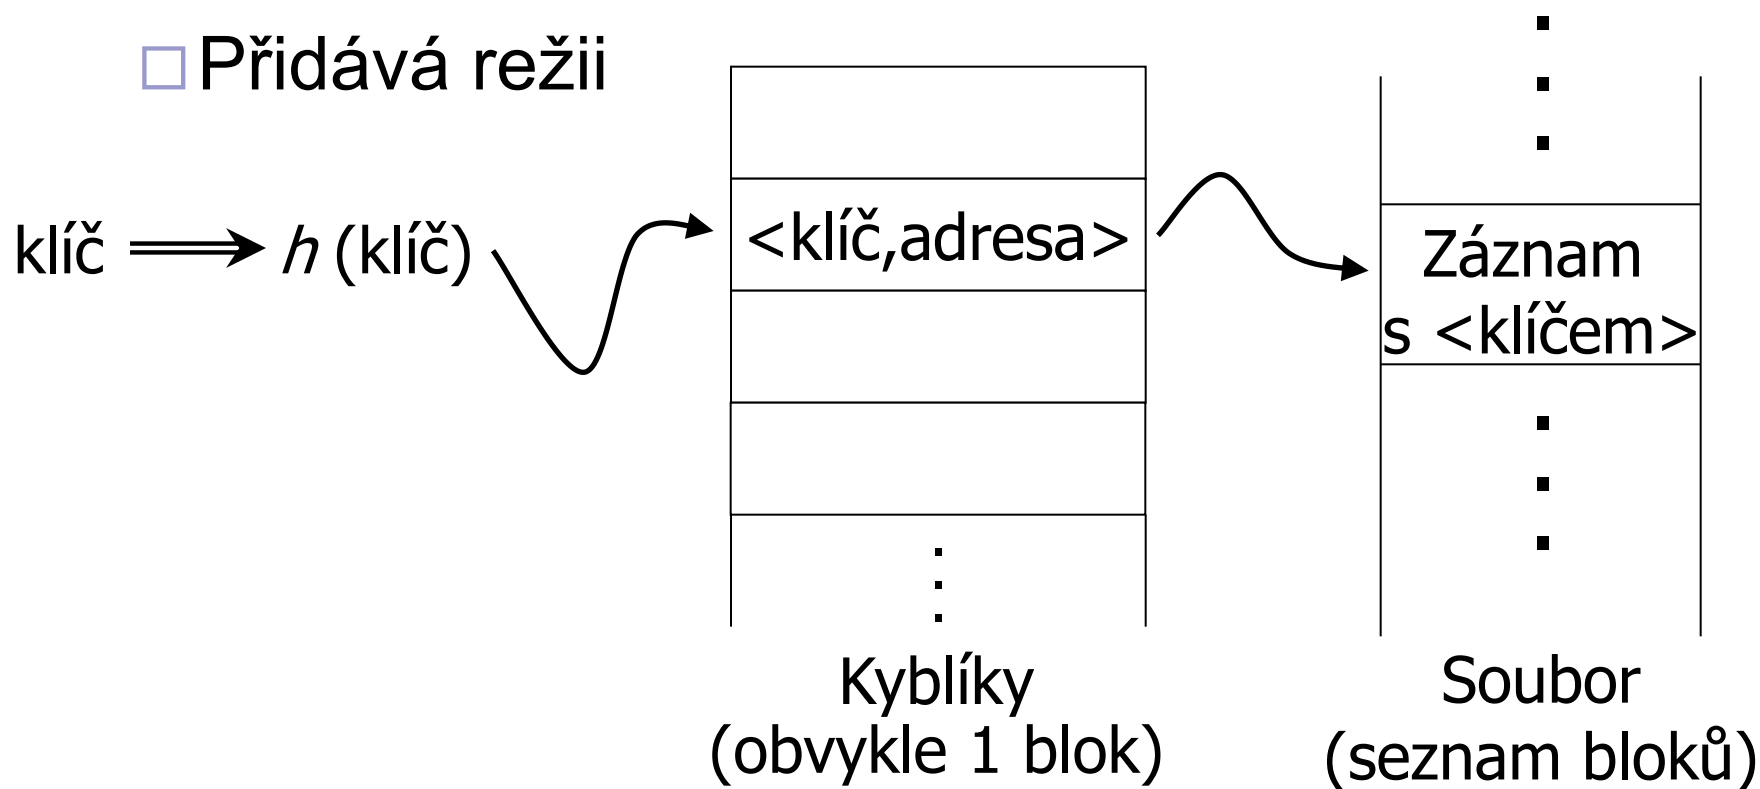 Přidává režii
klíč
h (klíč)
<klíč,adresa>
Záznam
s <klíčem>
Kyblíky
(obvykle 1 blok)
Soubor
(seznam bloků)